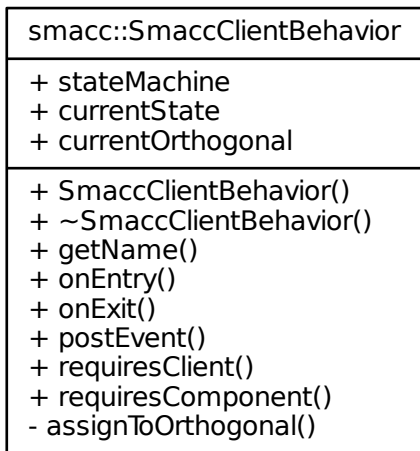 smacc::SmaccClientBehavior
+ stateMachine
+ currentState
+ currentOrthogonal
+ SmaccClientBehavior()
+ ~SmaccClientBehavior()
+ getName()
+ onEntry()
+ onExit()
+ postEvent()
+ requiresClient()
+ requiresComponent()
- assignToOrthogonal()